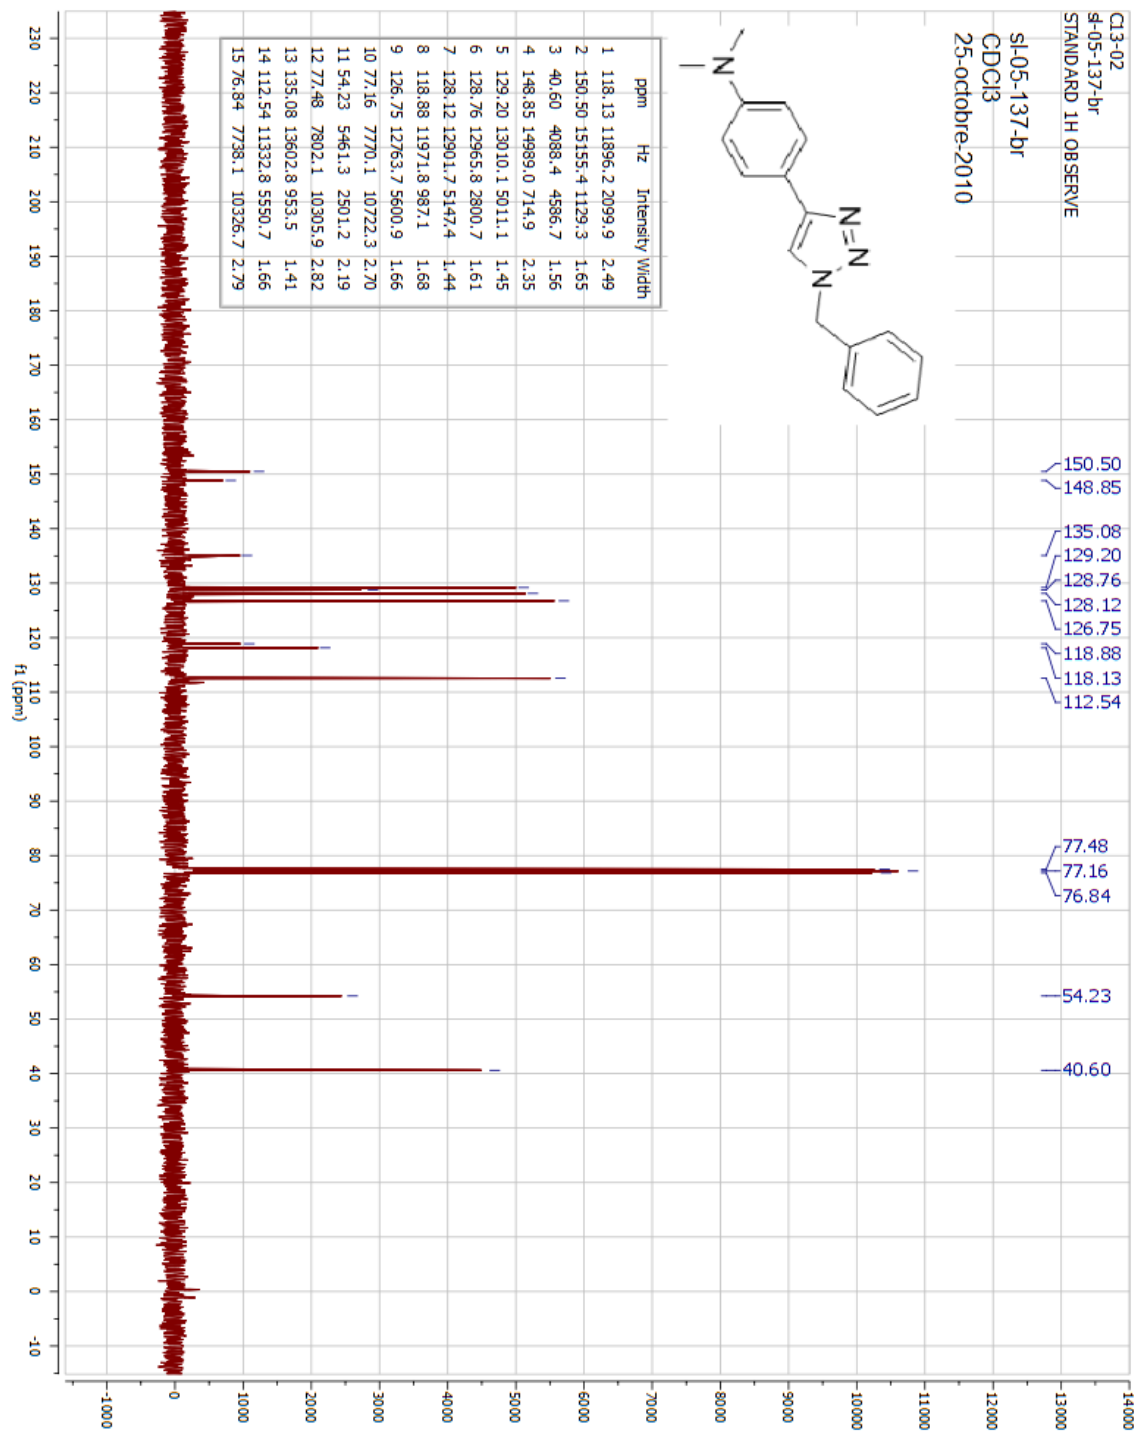 C13-02
sl-05-137-br
STANDARD 1H OBSERVE
sl-05-137-br
CDCl3
25-octobre-2010
N
N
N
N
ppm Hz Intensity Width
1 118.13 11896.2 2099.9 2.49
2 150.50 15155.4 1129.3 1.65
3 40.60 4088.4 4586.7 1.56
4 148.85 14989.0 714.9 2.35
5 129.20 13010.1 5011.1 1.45
6 128.76 12965.8 2800.7 1.61
7 128.12 12901.7 5147.4 1.44
8 118.88 11971.8 987.1 1.68
9 126.75 12763.7 5600.9 1.66
10 77.16 7770.1 10722.3 2.70
11 54.23 5461.3 2501.2 2.19
12 77.48 7802.1 10305.9 2.82
13 135.08 13602.8 953.5 1.41
14 112.54 11332.8 5550.7 1.66
15 76.84 7738.1 10326.7 2.79
150.50
148.85
135.08
129.20
128.76
128.12
126.75
118.88
118.13
112.54
77.48
77.16
76.84
54.23
40.60
14000
13000
12000
11000
10000
9000
8000
7000
6000
5000
4000
3000
2000
1000
0
-1000
230 220 210 200 190 180 170 160 150 140 130 120 110 100 90 80 70 60 50 40 30 20 10 0 -10
f1 (ppm)